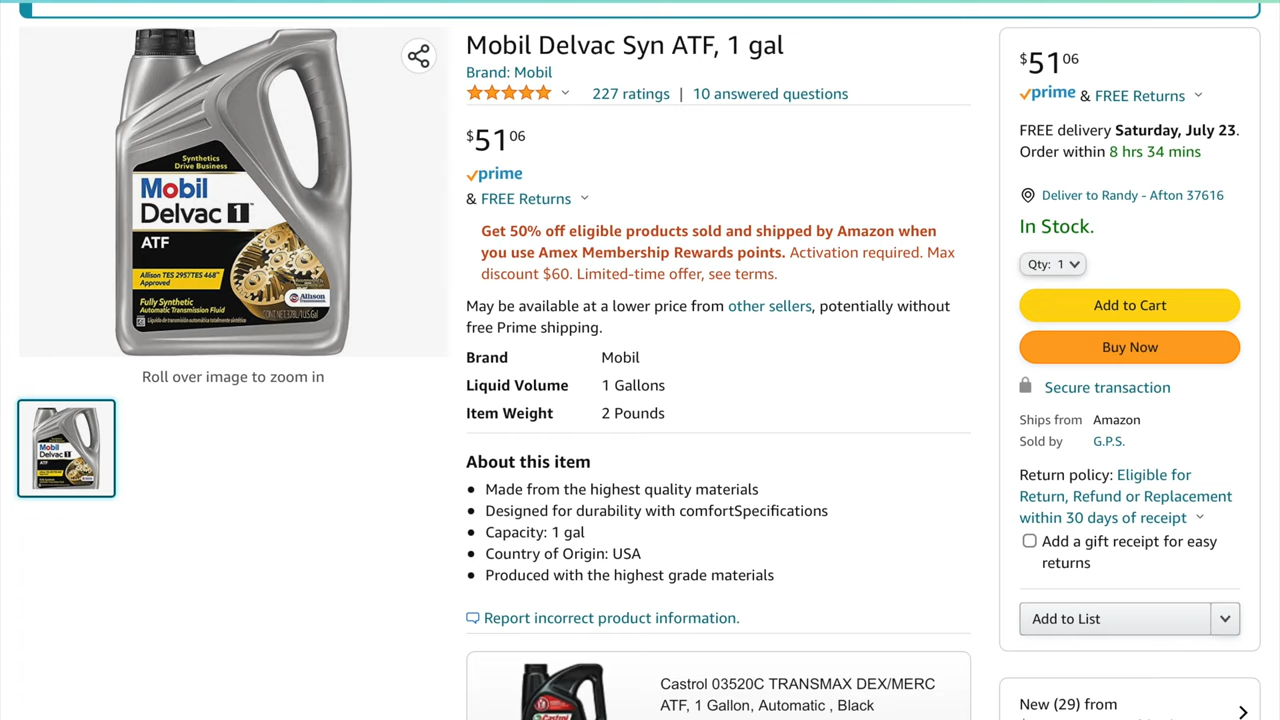 Synthetics
Drive Business
Mobil
Delvac 1™
ATF
Allison TES 295/TES 468™
Approved
Fully Synthetic
Automatic Transmission Fluid
Allison
Transmission
Roll over image to zoom in
Mobil
Delvac 1
ATF
Mobil Delvac Syn ATF, 1 gal
Brand: Mobil
227 ratings | 10 answered questions
$51 06
prime
& FREE Returns
Get 50% off eligible products sold and shipped by Amazon when
you use Amex Membership Rewards points. Activation required. Max
discount $60. Limited-time offer, see terms.
May be available at a lower price from other sellers, potentially without
free Prime shipping.
Brand Mobil
Liquid Volume 1 Gallons
Item Weight 2 Pounds
About this item
• Made from the highest quality materials
• Designed for durability with comfortSpecifications
• Capacity: 1 gal
• Country of Origin: USA
• Produced with the highest grade materials
Report incorrect product information.
Castrol 03520C TRANSMAX DEX/MERC
ATF, 1 Gallon, Automatic , Black
$51 06
prime & FREE Returns
FREE delivery Saturday, July 23.
Order within 8 hrs 34 mins
Deliver to Randy - Afton 37616
In Stock.
Qty: 1
Add to Cart
Buy Now
Secure transaction
Ships from Amazon
Sold by G.P.S.
Return policy: Eligible for
Return, Refund or Replacement
within 30 days of receipt
Add a gift receipt for easy
returns
Add to List
New (29) from